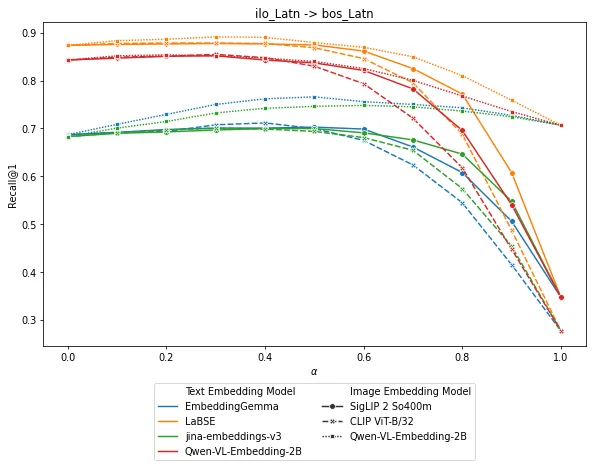 ilo_Latn -> bos_Latn
Recall@1
0.9
0.8
0.7
0.6
0.5
0.4
0.3
0.0
0.2
0.4
0.6
0.8
1.0
α
Text Embedding Model
EmbeddingGemma
LaBSE
jina-embeddings-v3
Qwen-VL-Embedding-2B
Image Embedding Model
SigLIP 2 So400m
CLIP ViT-B/32
Qwen-VL-Embedding-2B